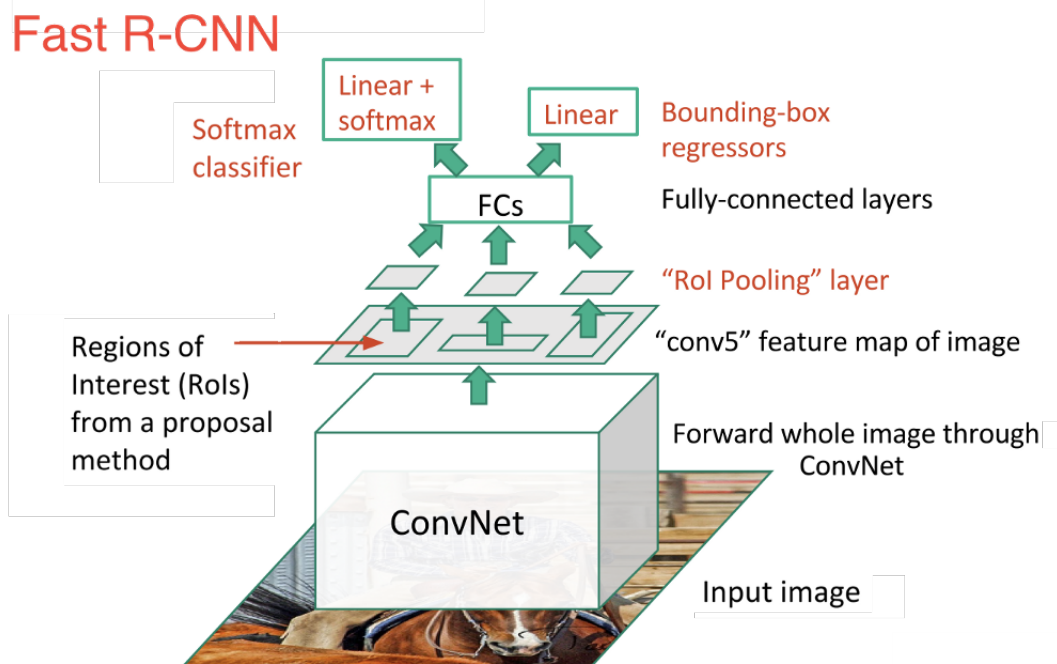 Fast R-CNN
Linear +
softmax
Linear
Softmax
classifier
Bounding-box
regressors
FCs
Fully-connected layers
“RoI Pooling” layer
Regions of
Interest (RoIs)
from a proposal
method
“conv5” feature map of image
Forward whole image through
ConvNet
ConvNet
Input image